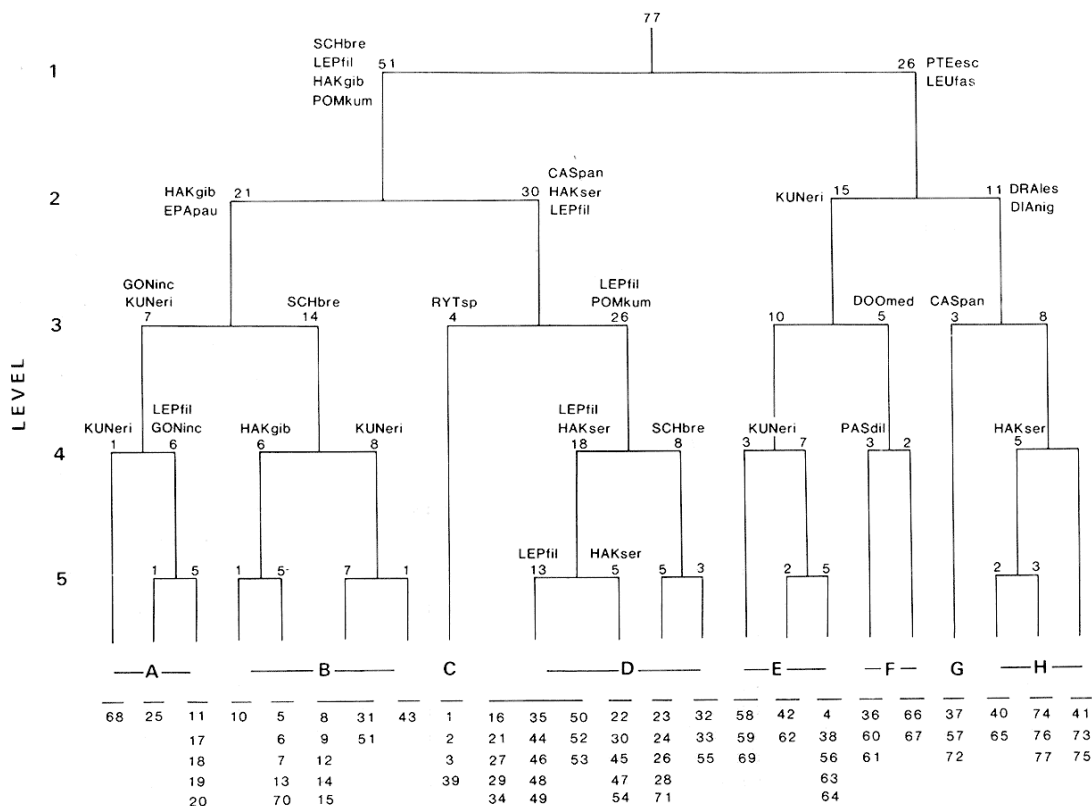 77
SCHbre
LEPfil
HAKgib
POMkum
51
26
PTEesc
LEUfas
1
HAKgib
EPApau
21
CASpan
HAKser
LEPfil
30
KUNeri
15
11
DRAles
DIAnig
2
GONinc
KUNeri
7
SCHbre
14
RYTsp
4
LEPfil
POMkum
26
10
DOOmed
5
CASpan
3
8
3
LEVEL
KUNeri
1
LEPfil
GONinc
6
HAKgib
6
KUNeri
8
LEPfil
HAKser
18
SCHbre
8
KUNeri
3 7
PASdil
3 2
HAKser
5
4
1 5
1 5
7 1
LEPfil
13
HAKser
5
5 3
2 5
2 3
5
A B C D E F G H
68 25 11 10 5 8 31 43 1 16 35 50 22 23 32 58 42 4 36 66 37 40 74 41
17 6 9 51 2 21 44 52 30 24 33 59 62 38 60 67 57 65 76 73
18 7 12 3 27 46 53 45 26 55 69 56 61 72 77 75
19 13 14 39 29 48 47 28 63
20 70 15 34 49 54 71 64